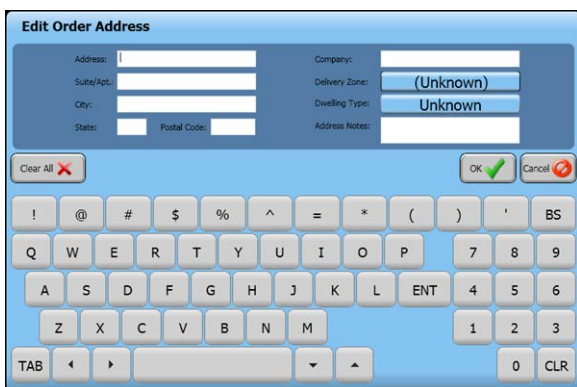 Edit Order Address
Address: Company:
Suite/Apt.: Delivery Zone: (Unknown)
City: Dwelling Type: Unknown
State: Postal Code: Address Notes:
Clear All OK Cancel
! @ # $ % ^ = * ( ) ' BS
Q W E R T Y U I O P 7 8 9
A S D F G H J K L ENT 4 5 6
Z X C V B N M 1 2 3
TAB 0 CLR